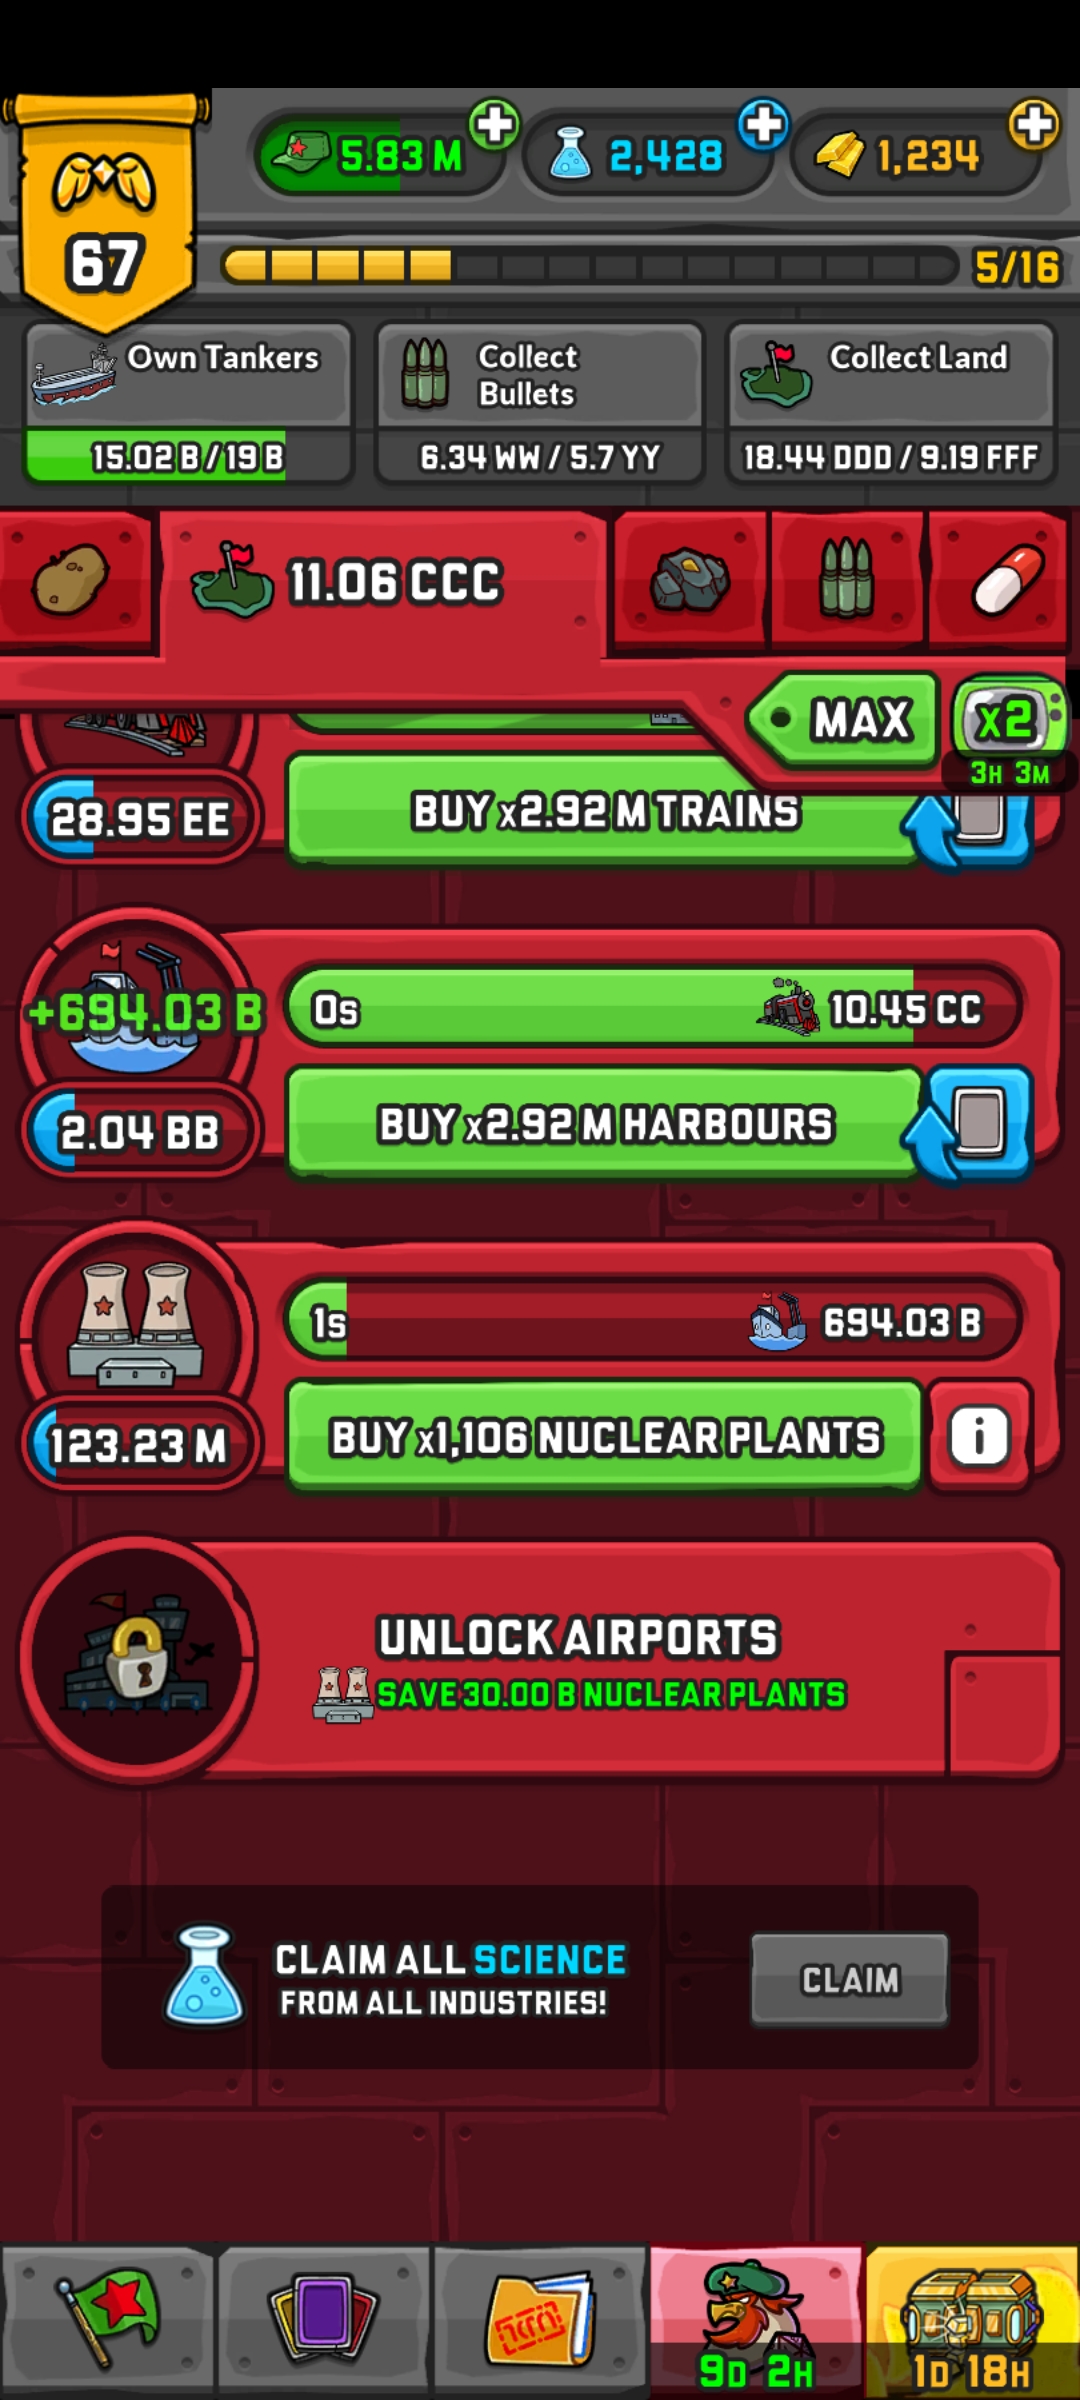 5.83 M
2,428
1,234
67
5/16
Own Tankers
15.02 B / 19 B
Collect
Bullets
6.34 WW / 5.7 YY
Collect Land
18.44 DDD / 9.19 FFF
11.06 CCC
MAX
x2
3H 3M
28.95 EE
BUY x2.92 M TRAINS
+694.03 B
0s
10.45 CC
2.04 BB
BUY x2.92 M HARBOURS
1s
694.03 B
123.23 M
BUY x1,106 NUCLEAR PLANTS
i
UNLOCK AIRPORTS
SAVE 30.00 B NUCLEAR PLANTS
CLAIM ALL SCIENCE
FROM ALL INDUSTRIES!
CLAIM
9D 2H
1D 18H